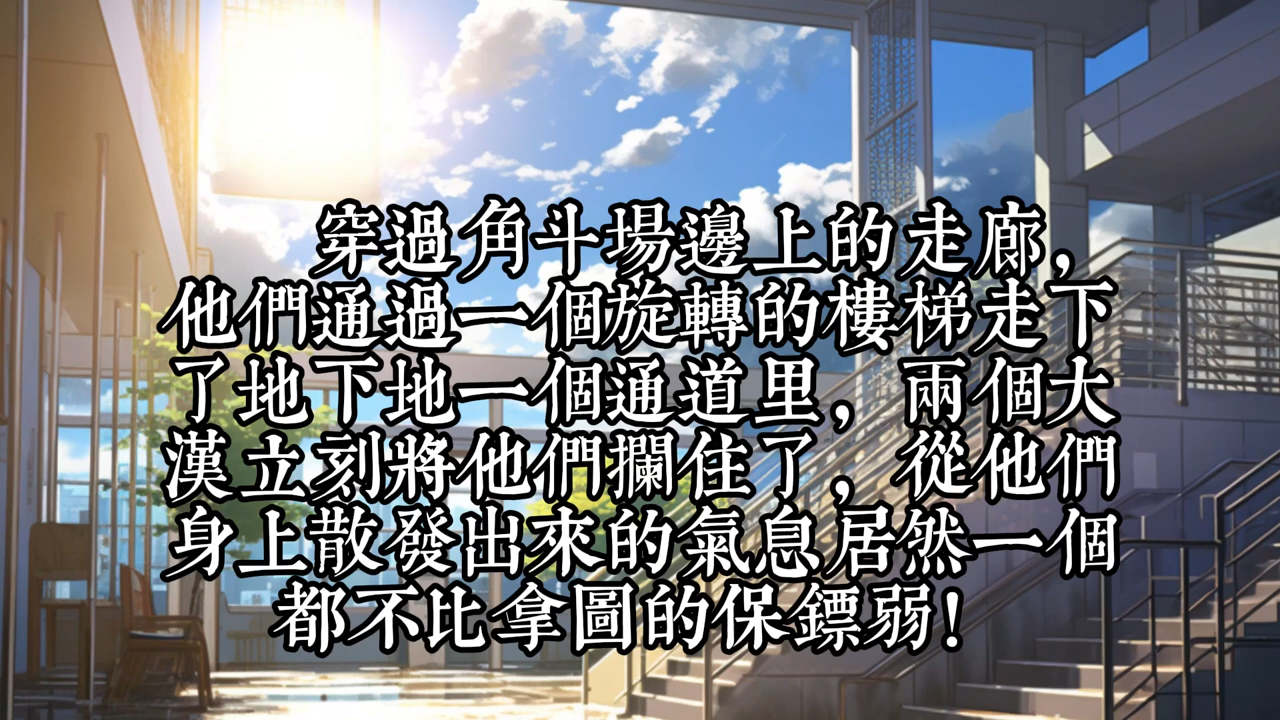 穿過角斗場邊上的走廊，
他們通過一個旋轉的樓梯走下
了地下地一個通道里，兩個大
漢立刻將他們攔住了，從他們
身上散發出來的氣息居然一個
都不比拿圖的保鏢弱！